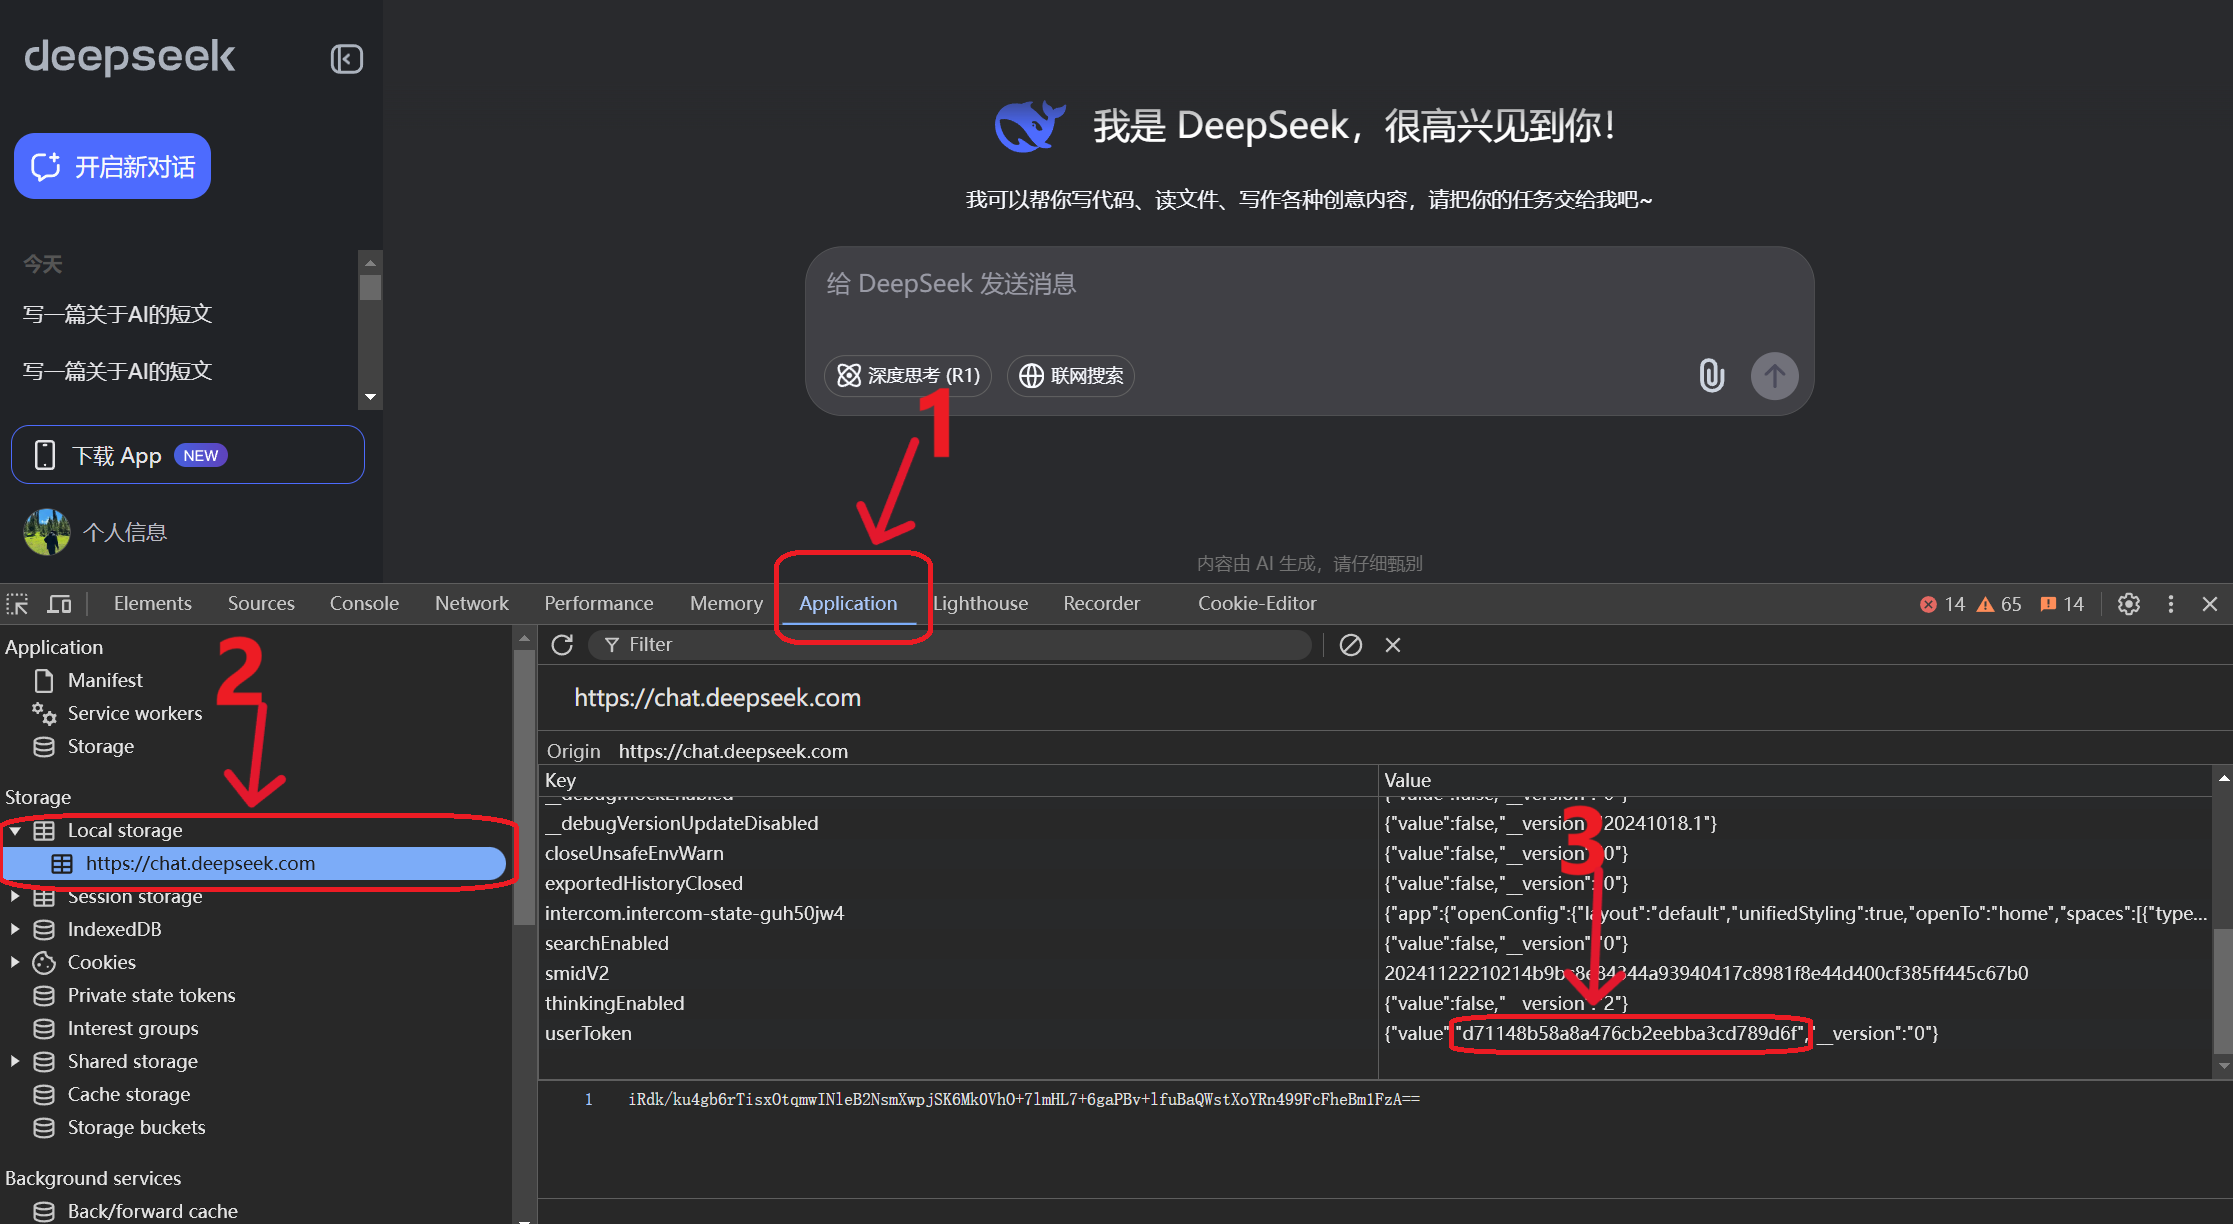 deepseek
开启新对话
今天
写一篇关于AI的短文
写一篇关于AI的短文
下载 App NEW
个人信息
我是 DeepSeek，很高兴见到你！
我可以帮你写代码、读文件、写作各种创意内容，请把你的任务交给我吧~
给 DeepSeek 发送消息
深度思考 (R1) 联网搜索
1
内容由 AI 生成，请仔细甄别
Elements Sources Console Network Performance Memory Application Lighthouse Recorder Cookie-Editor 14 65 14
2
Application
Manifest
Service workers
Storage
Storage
Local storage
https://chat.deepseek.com
Session storage
IndexedDB
Cookies
Private state tokens
Interest groups
Shared storage
Cache storage
Storage buckets
Background services
Back/forward cache
Filter
https://chat.deepseek.com
Origin https://chat.deepseek.com
Key Value
__debugMockEnabled
__debugVersionUpdateDisabled {"value":false,"__version 20241018.1"}
closeUnsafeEnvWarn {"value":false,"__version" 0"}
3
exportedHistoryClosed {"value":false,"__version" 0"}
intercom.intercom-state-guh50jw4 {"app":{"openConfig":{"layout":"default","unifiedStyling":true,"openTo":"home","spaces":[{"type...
searchEnabled {"value":false,"__version" "0"}
smidV2
thinkingEnabled {"value":false,"__version":"2"}
userToken {"value" "d71148b58a8a476cb2eebba3cd789d6f","__version":"0"}
1 iRdk/ku4gb6rTisxOtqmwINleB2NsmXwpjSK6Mk0VhO+7lmHL7+6gaPBv+lfuBaQWstXoYRn499FcFheBm1FzA==